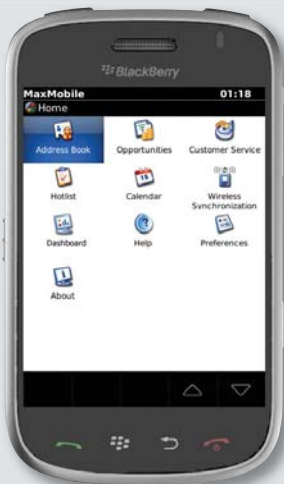 BlackBerry
MaxMobile 01:18
Home
Address Book Opportunities Customer Service
Hotlist Calendar Wireless
Synchronization
Dashboard Help Preferences
About